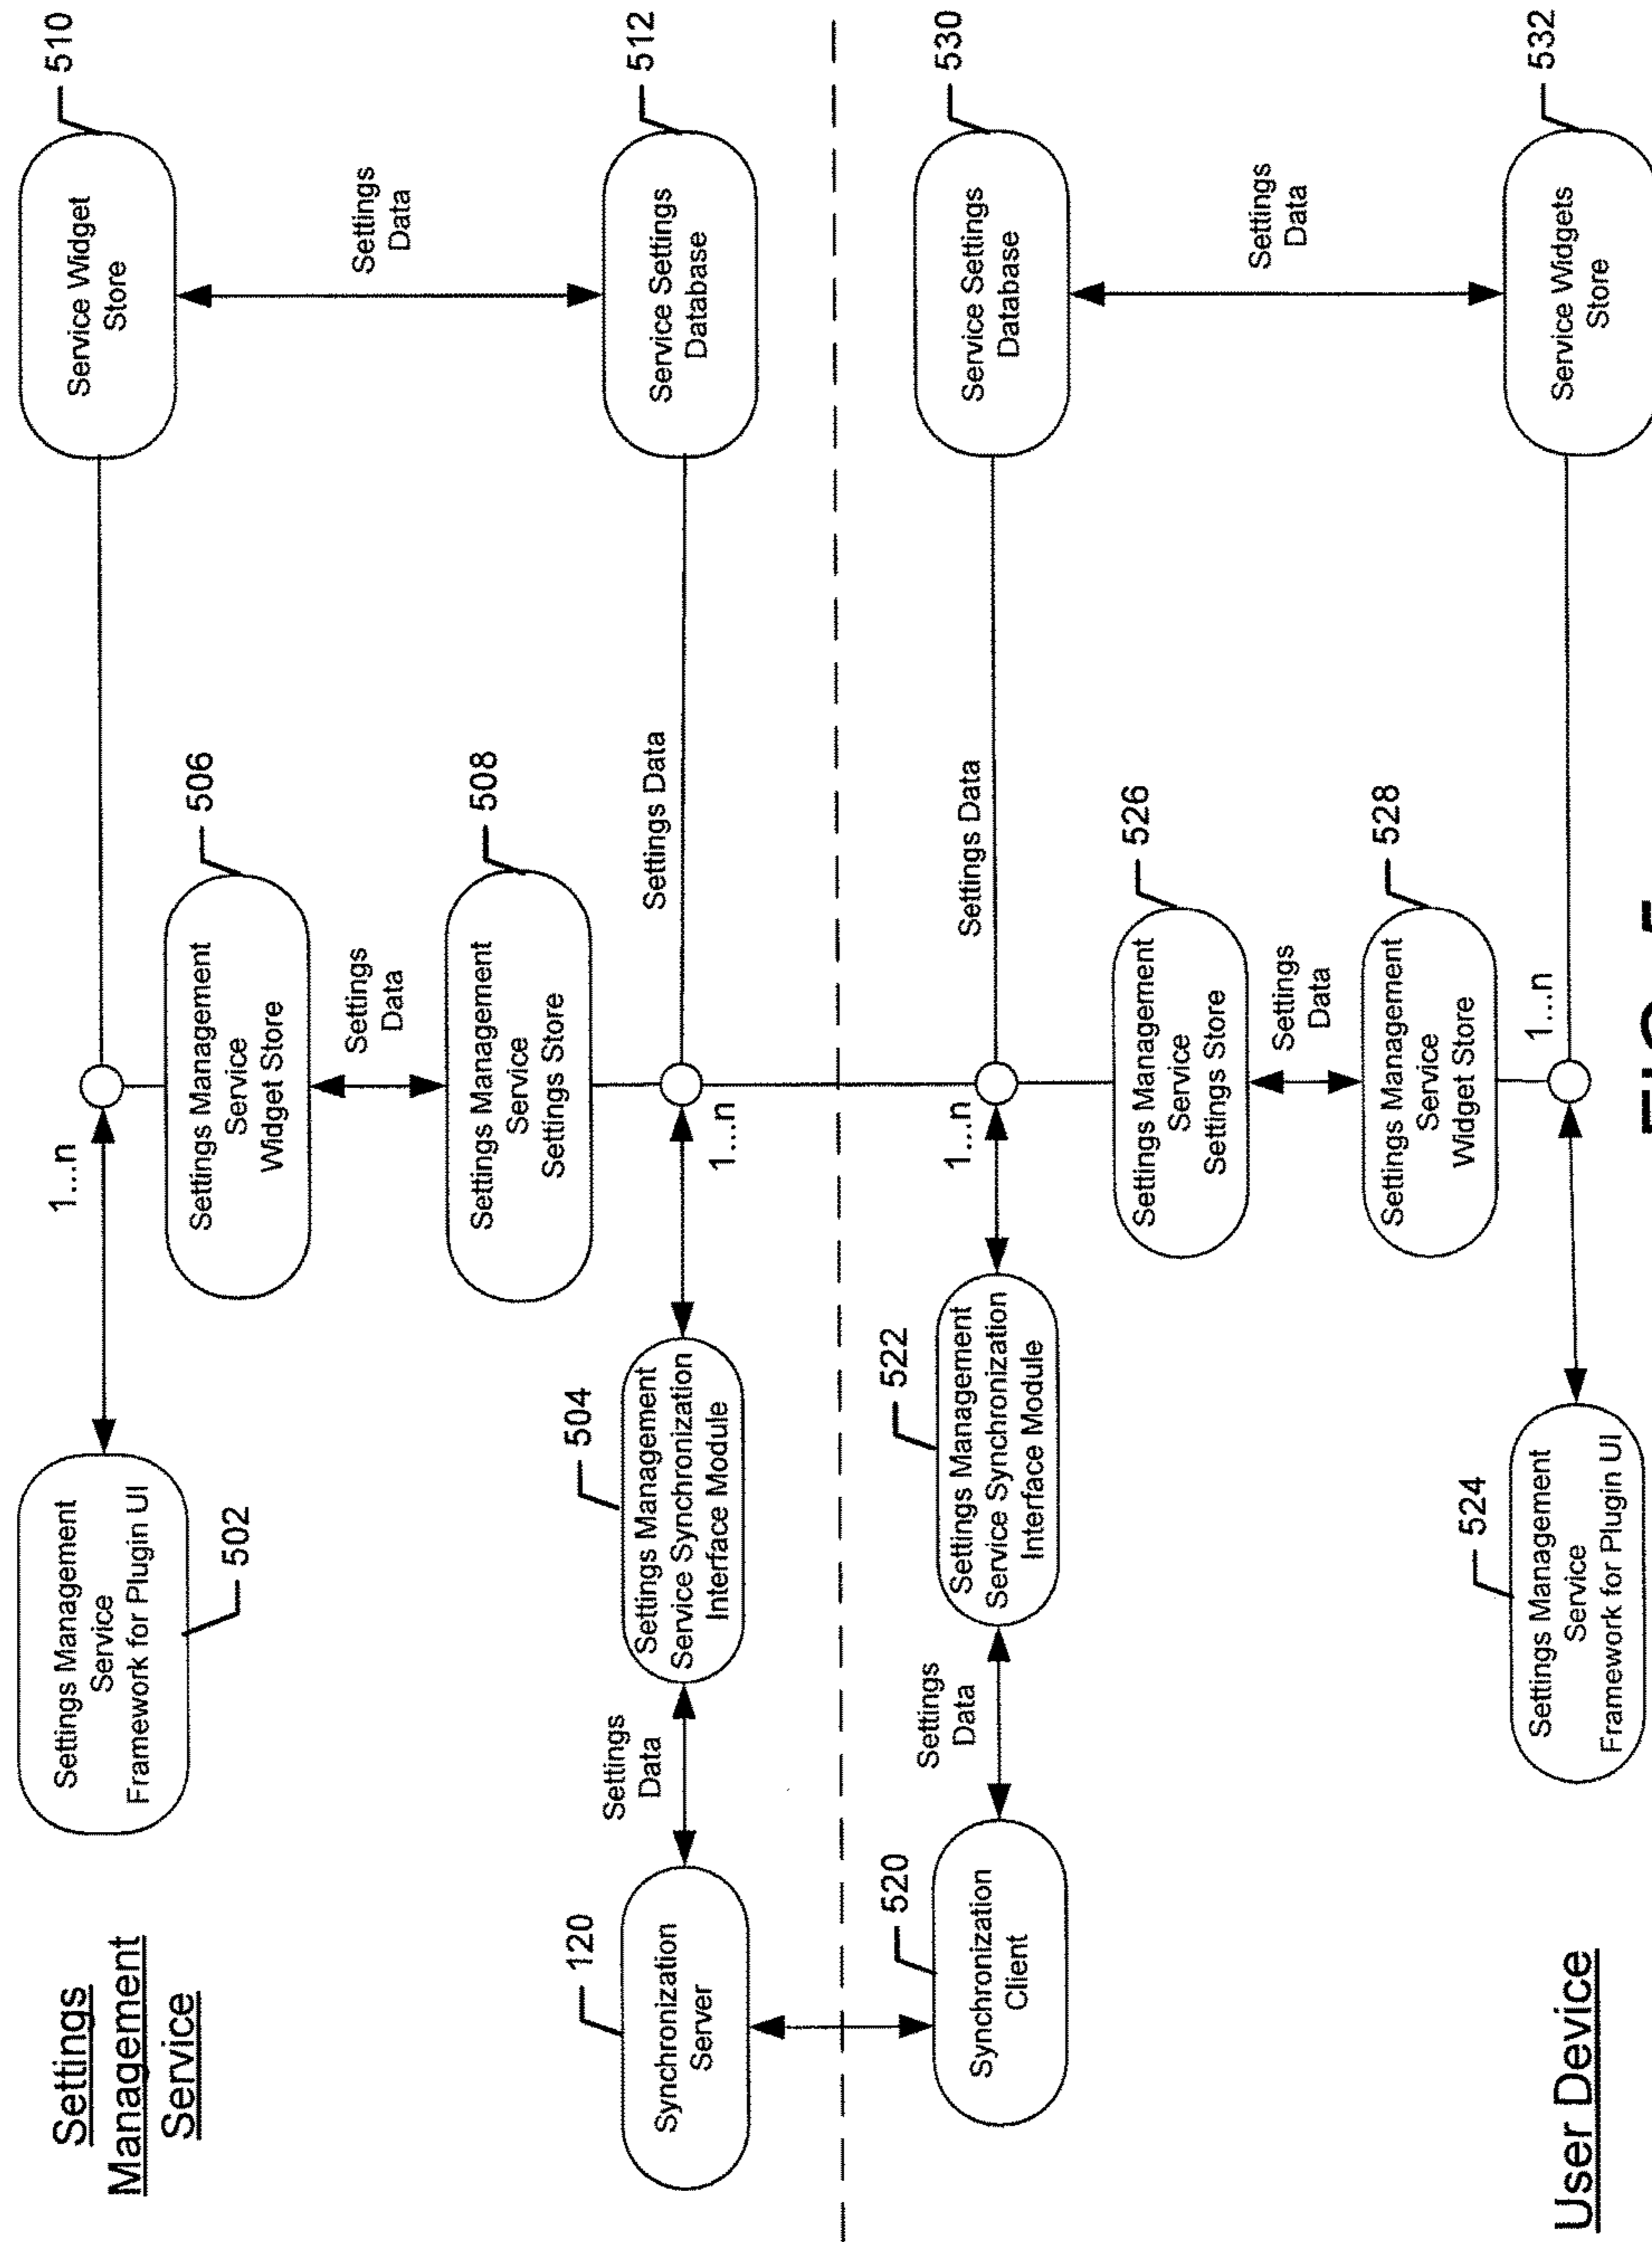 Settings
Management
Service
Settings Management
Service
Framework for Plugin UI
502
1...n
Service Widget
Store
510
Settings Management
Service
Widget Store
506
Settings
Data
Settings Management
Service
Settings Store
508
Settings
Data
Synchronization
Server
120
Settings
Data
Settings Management
Service Synchronization
Interface Module
504
1...n
Settings Data
Service Settings
Database
512
Synchronization
Client
520
Settings
Data
Settings Management
Service Synchronization
Interface Module
522
1...n
Settings Data
Service Settings
Database
530
Settings Management
Service
Settings Store
526
Settings
Data
Settings Management
Service
Widget Store
528
Settings
Data
User Device
Settings Management
Service
Framework for Plugin UI
524
1...n
Service Widgets
Store
532